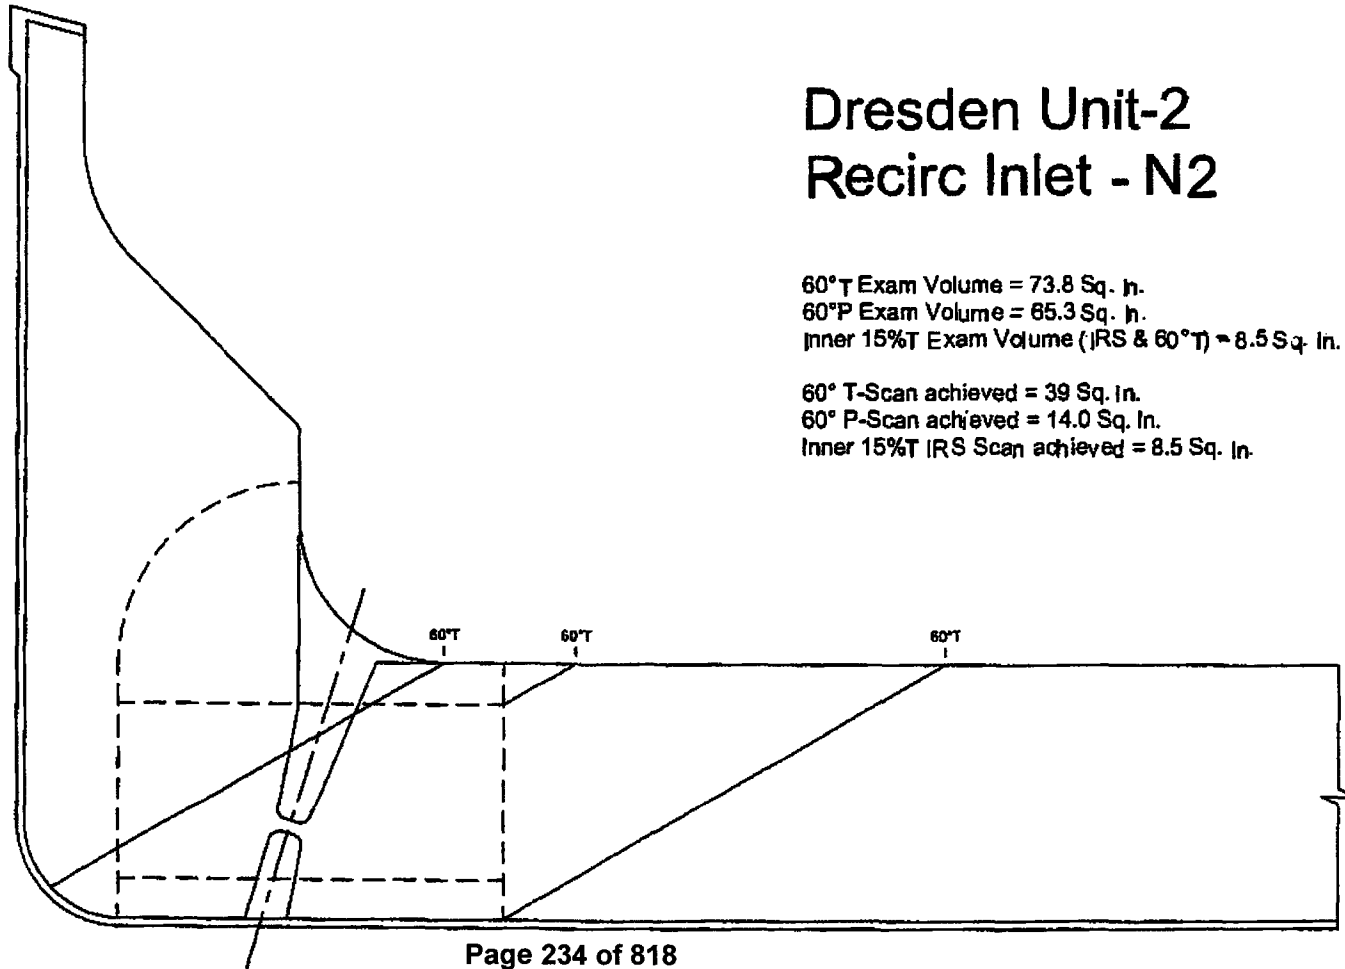 Dresden Unit-2
Recirc Inlet - N2
60°T Exam Volume = 73.8 Sq. In.
60°P Exam Volume = 65.3 Sq. In.
Inner 15%T Exam Volume (IRS & 60°T) = 8.5 Sq. In.
60° T-Scan achieved = 39 Sq. In.
60° P-Scan achieved = 14.0 Sq. In.
Inner 15%T IRS Scan achieved = 8.5 Sq. In.
60°T 60°T 60°T
Page 234 of 818